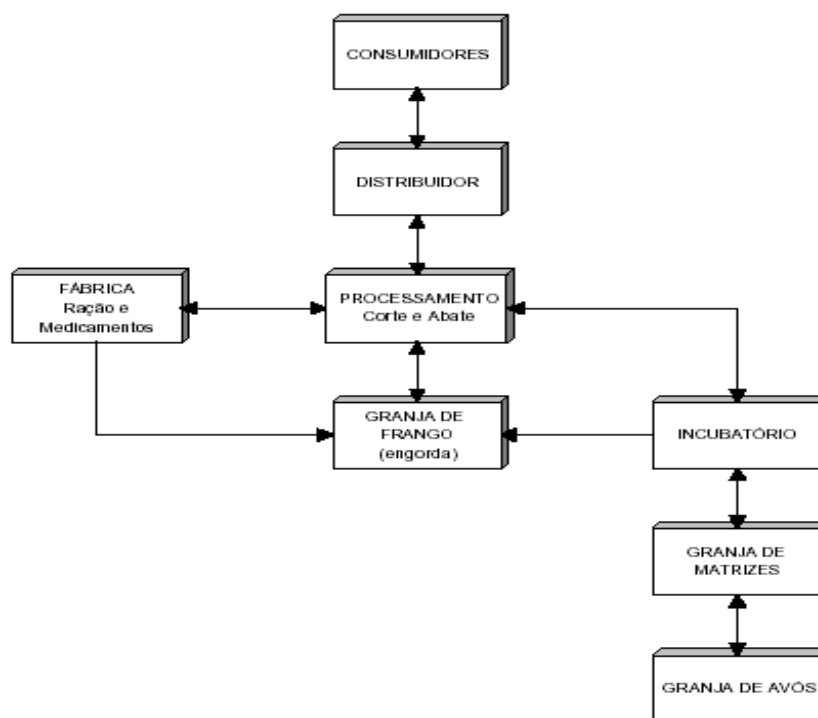 CONSUMIDORES
DISTRIBUIDOR
FÁBRICA
Ração e
Medicamentos
PROCESSAMENTO
Corte e Abate
GRANJA DE
FRANGO
(engorda)
INCUBATÓRIO
GRANJA DE
MATRIZES
GRANJA DE AVÓS